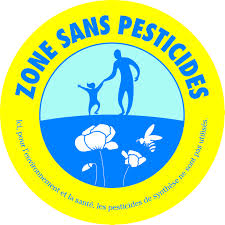 ZONE SANS PESTICIDES
Ici, pour l'environnement et la santé, les pesticides de synthèse ne sont pas utilisés